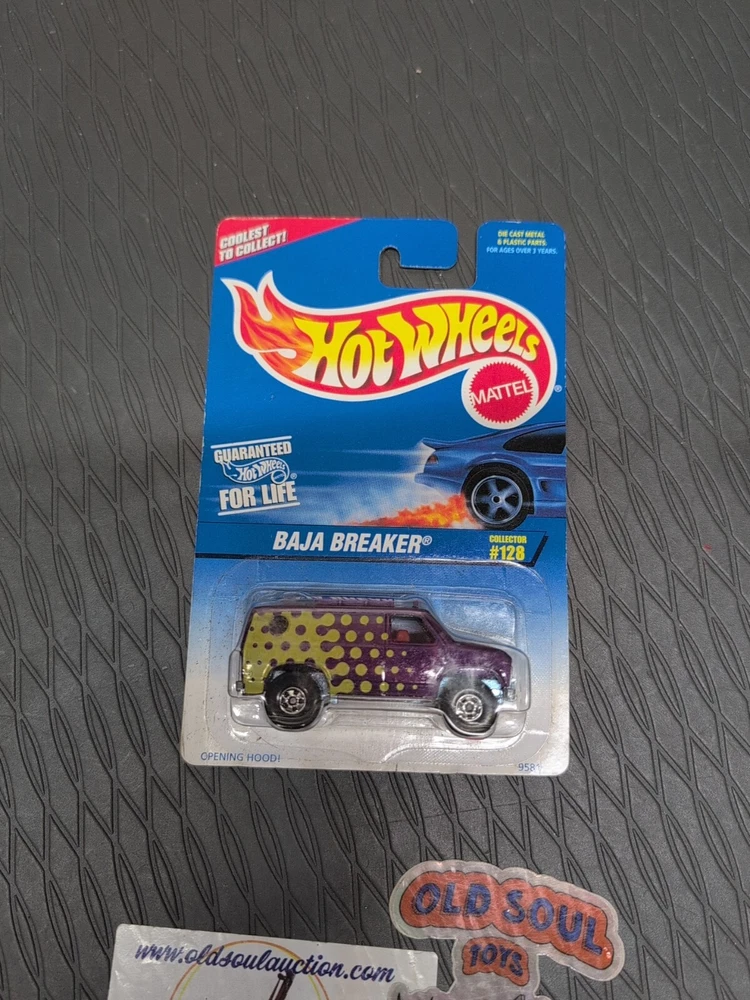 COOLEST
TO COLLECT!
DIE CAST METAL
& PLASTIC PARTS.
FOR AGES OVER 3 YEARS.
HOT WHEELS
®
MATTEL
GUARANTEED
HOT WHEELS ®
FOR LIFE
BAJA BREAKER®
COLLECTOR
#128
OPENING HOOD!
OLD SOUL
TOYS
www.oldsoulauction.com